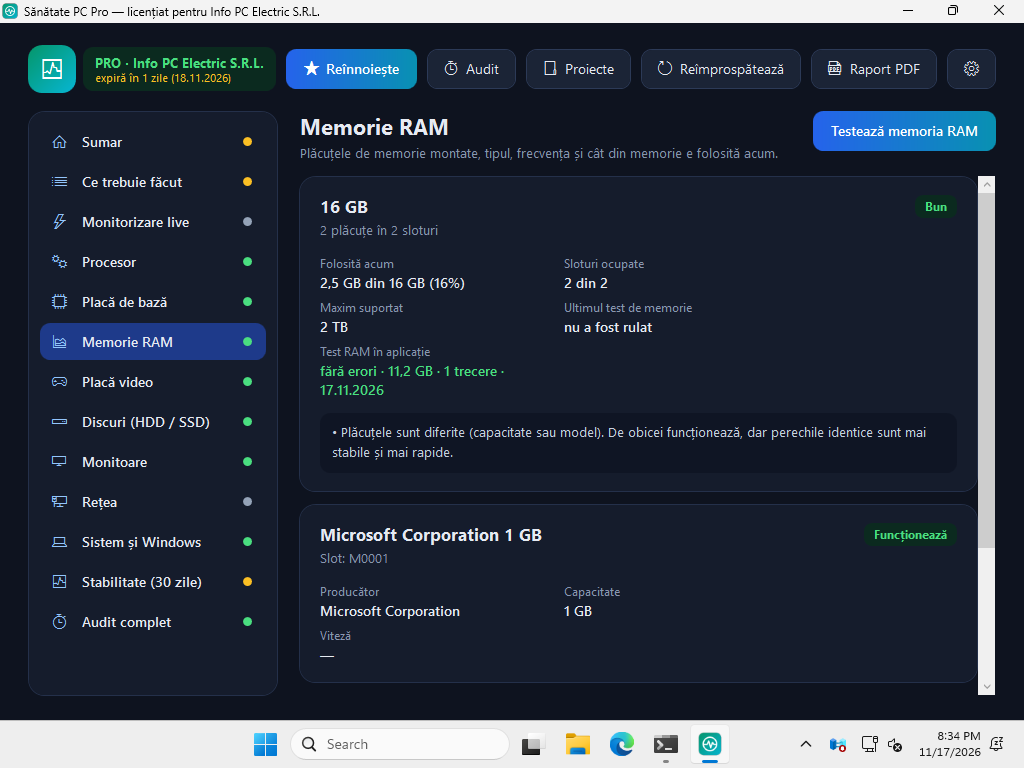 Sănătate PC Pro — licențiat pentru Info PC Electric S.R.L.
PRO · Info PC Electric S.R.L.
expiră în 1 zile (18.11.2026)
Reînnoiește
Audit
Proiecte
Reîmprospătează
Raport PDF
Sumar
Ce trebuie făcut
Monitorizare live
Procesor
Placă de bază
Memorie RAM
Placă video
Discuri (HDD / SSD)
Monitoare
Rețea
Sistem și Windows
Stabilitate (30 zile)
Audit complet
Memorie RAM
Plăcuțele de memorie montate, tipul, frecvența și cât din memorie e folosită acum.
Testează memoria RAM
16 GB
Bun
2 plăcuțe în 2 sloturi
Folosită acum
2,5 GB din 16 GB (16%)
Sloturi ocupate
2 din 2
Maxim suportat
2 TB
Ultimul test de memorie
nu a fost rulat
Test RAM în aplicație
fără erori · 11,2 GB · 1 trecere ·
17.11.2026
• Plăcuțele sunt diferite (capacitate sau model). De obicei funcționează, dar perechile identice sunt mai
stabile și mai rapide.
Microsoft Corporation 1 GB
Funcționează
Slot: M0001
Producător
Microsoft Corporation
Capacitate
1 GB
Viteză
—
Search
8:34 PM
11/17/2026